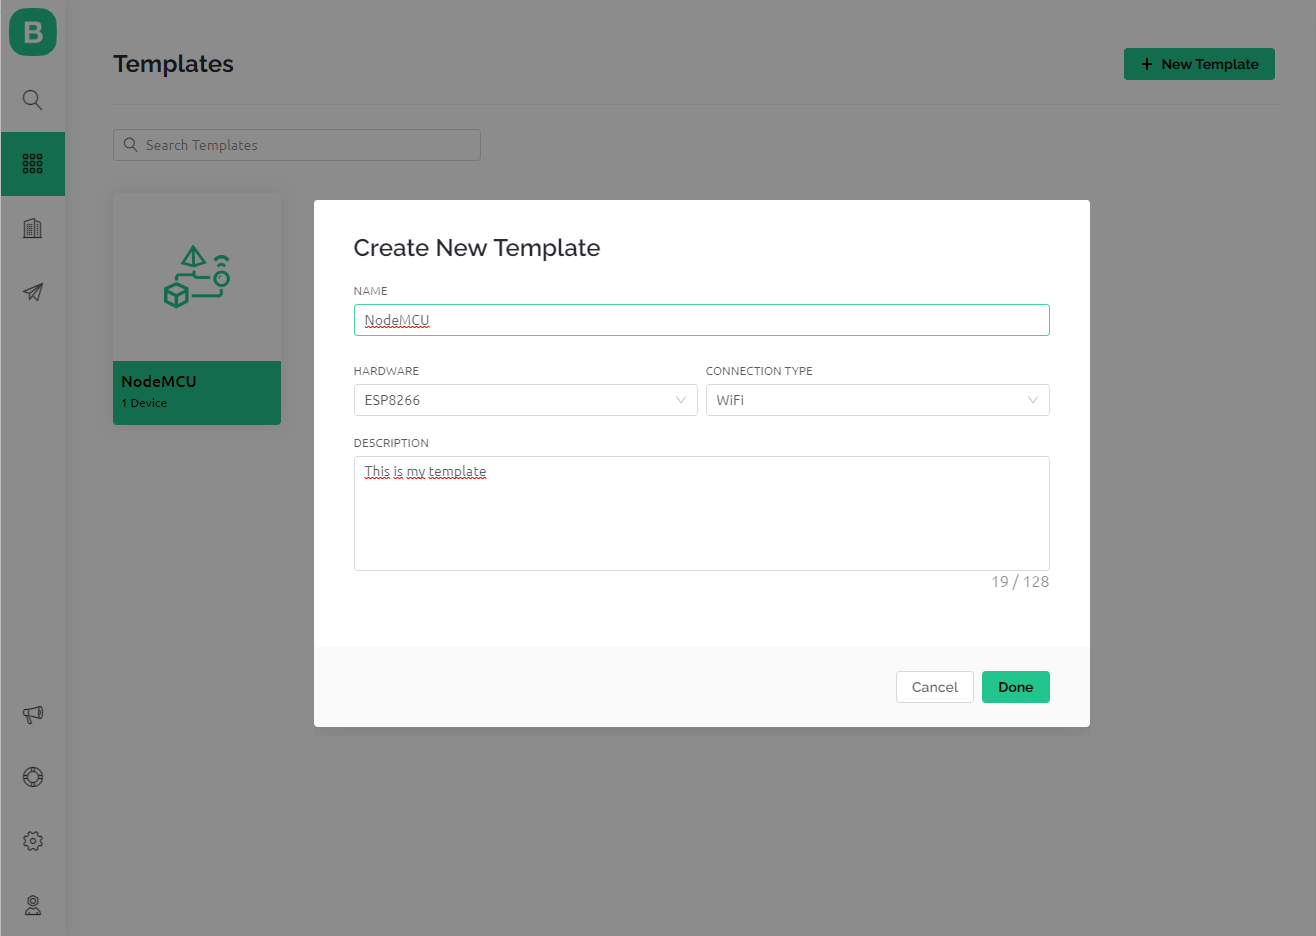 B
Templates
+ New Template
Search Templates
NodeMCU
1 Device
Create New Template
NAME
NodeMCU
HARDWARE CONNECTION TYPE
ESP8266 WiFi
DESCRIPTION
This is my template
19 / 128
Cancel Done